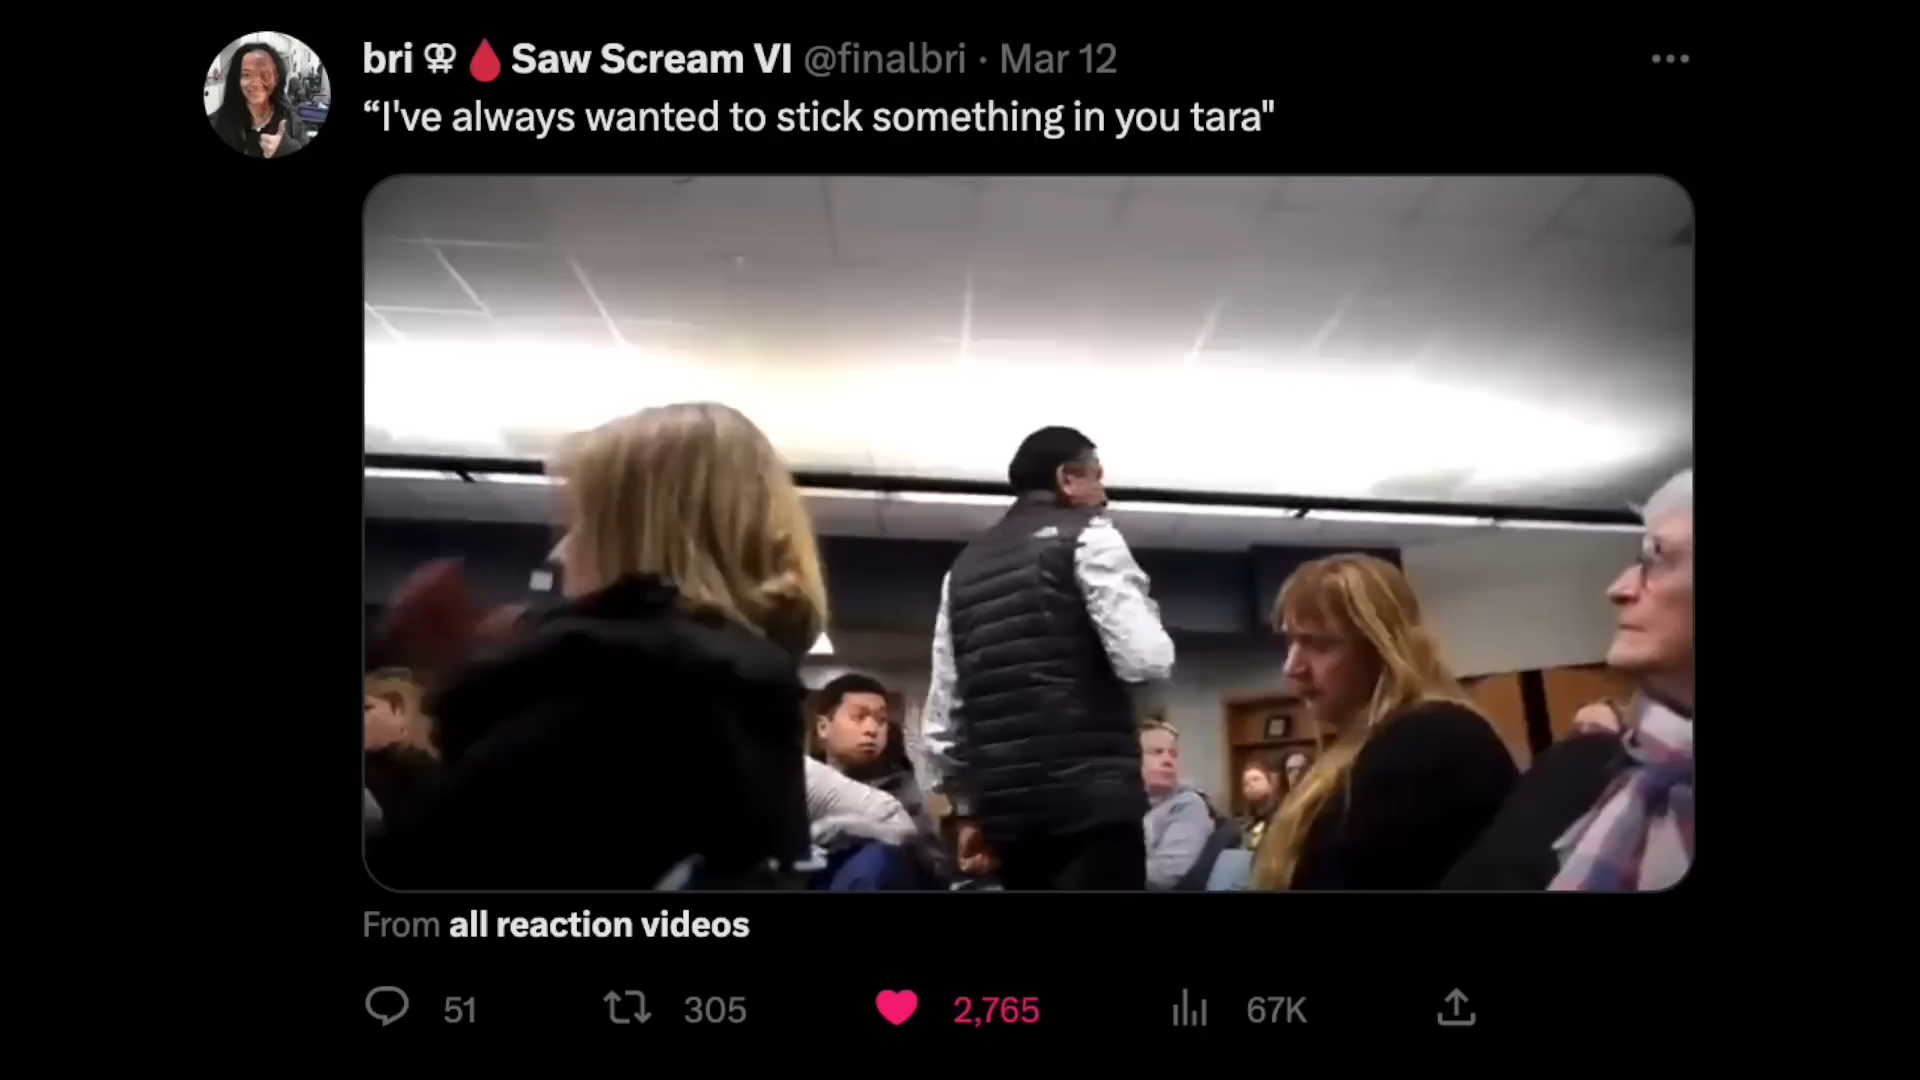 bri ⚢🩸Saw Scream VI @finalbri · Mar 12
“I've always wanted to stick something in you tara"
From all reaction videos
51 305 2,765 67K